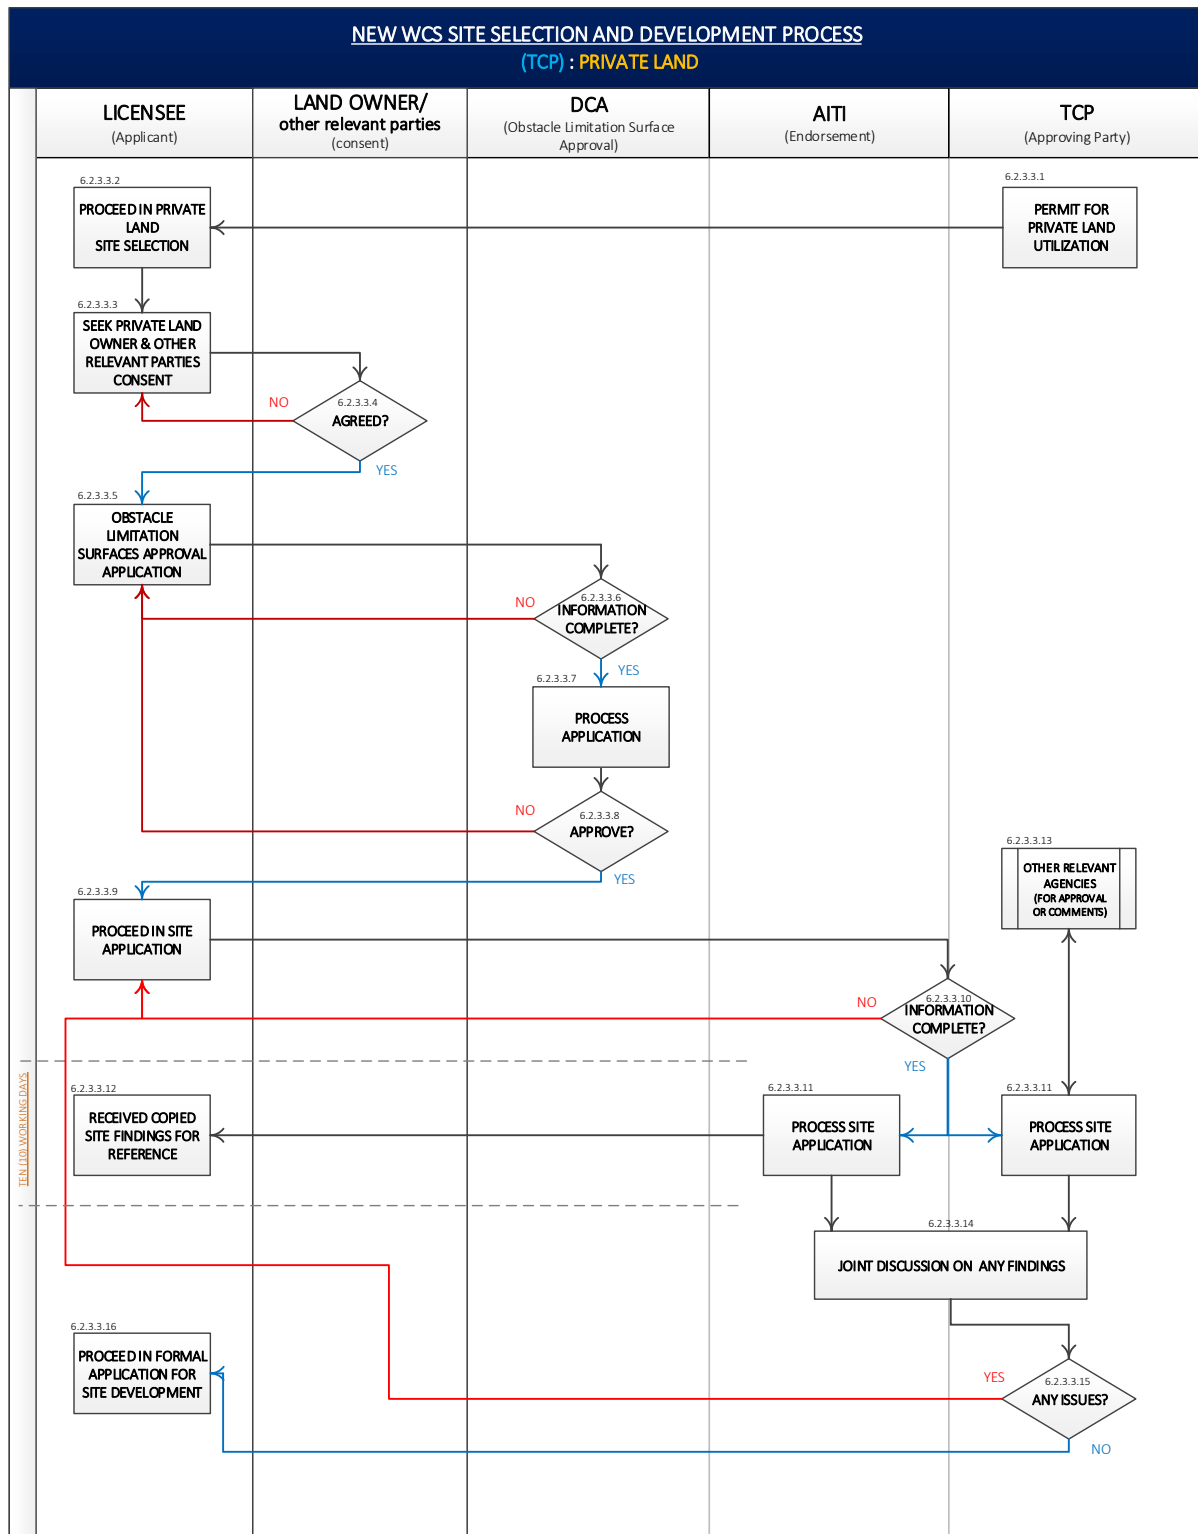 NEW WCS SITE SELECTION AND DEVELOPMENT PROCESS
(TCP) : PRIVATE LAND
LICENSEE
(Applicant)
LAND OWNER/
other relevant parties
(consent)
DCA
(Obstacle Limitation Surface
Approval)
AITI
(Endorsement)
TCP
(Approving Party)
6.2.3.3.1
PERMIT FOR
PRIVATE LAND
UTILIZATION
6.2.3.3.2
PROCEED IN PRIVATE
LAND
SITE SELECTION
6.2.3.3.3
SEEK PRIVATE LAND
OWNER & OTHER
RELEVANT PARTIES
CONSENT
6.2.3.3.4
AGREED?
NO
YES
6.2.3.3.5
OBSTACLE
LIMITATION
SURFACES APPROVAL
APPLICATION
6.2.3.3.6
INFORMATION
COMPLETE?
NO
YES
6.2.3.3.7
PROCESS
APPLICATION
6.2.3.3.8
APPROVE?
NO
YES
6.2.3.3.9
PROCEED IN SITE
APPLICATION
6.2.3.3.13
OTHER RELEVANT
AGENCIES
(FOR APPROVAL
OR COMMENTS)
6.2.3.3.10
INFORMATION
COMPLETE?
NO
YES
TEN (10) WORKING DAYS
6.2.3.3.12
RECEIVED COPIED
SITE FINDINGS FOR
REFERENCE
6.2.3.3.11
PROCESS SITE
APPLICATION
6.2.3.3.11
PROCESS SITE
APPLICATION
6.2.3.3.14
JOINT DISCUSSION ON ANY FINDINGS
6.2.3.3.15
ANY ISSUES?
YES
NO
6.2.3.3.16
PROCEED IN FORMAL
APPLICATION FOR
SITE DEVELOPMENT